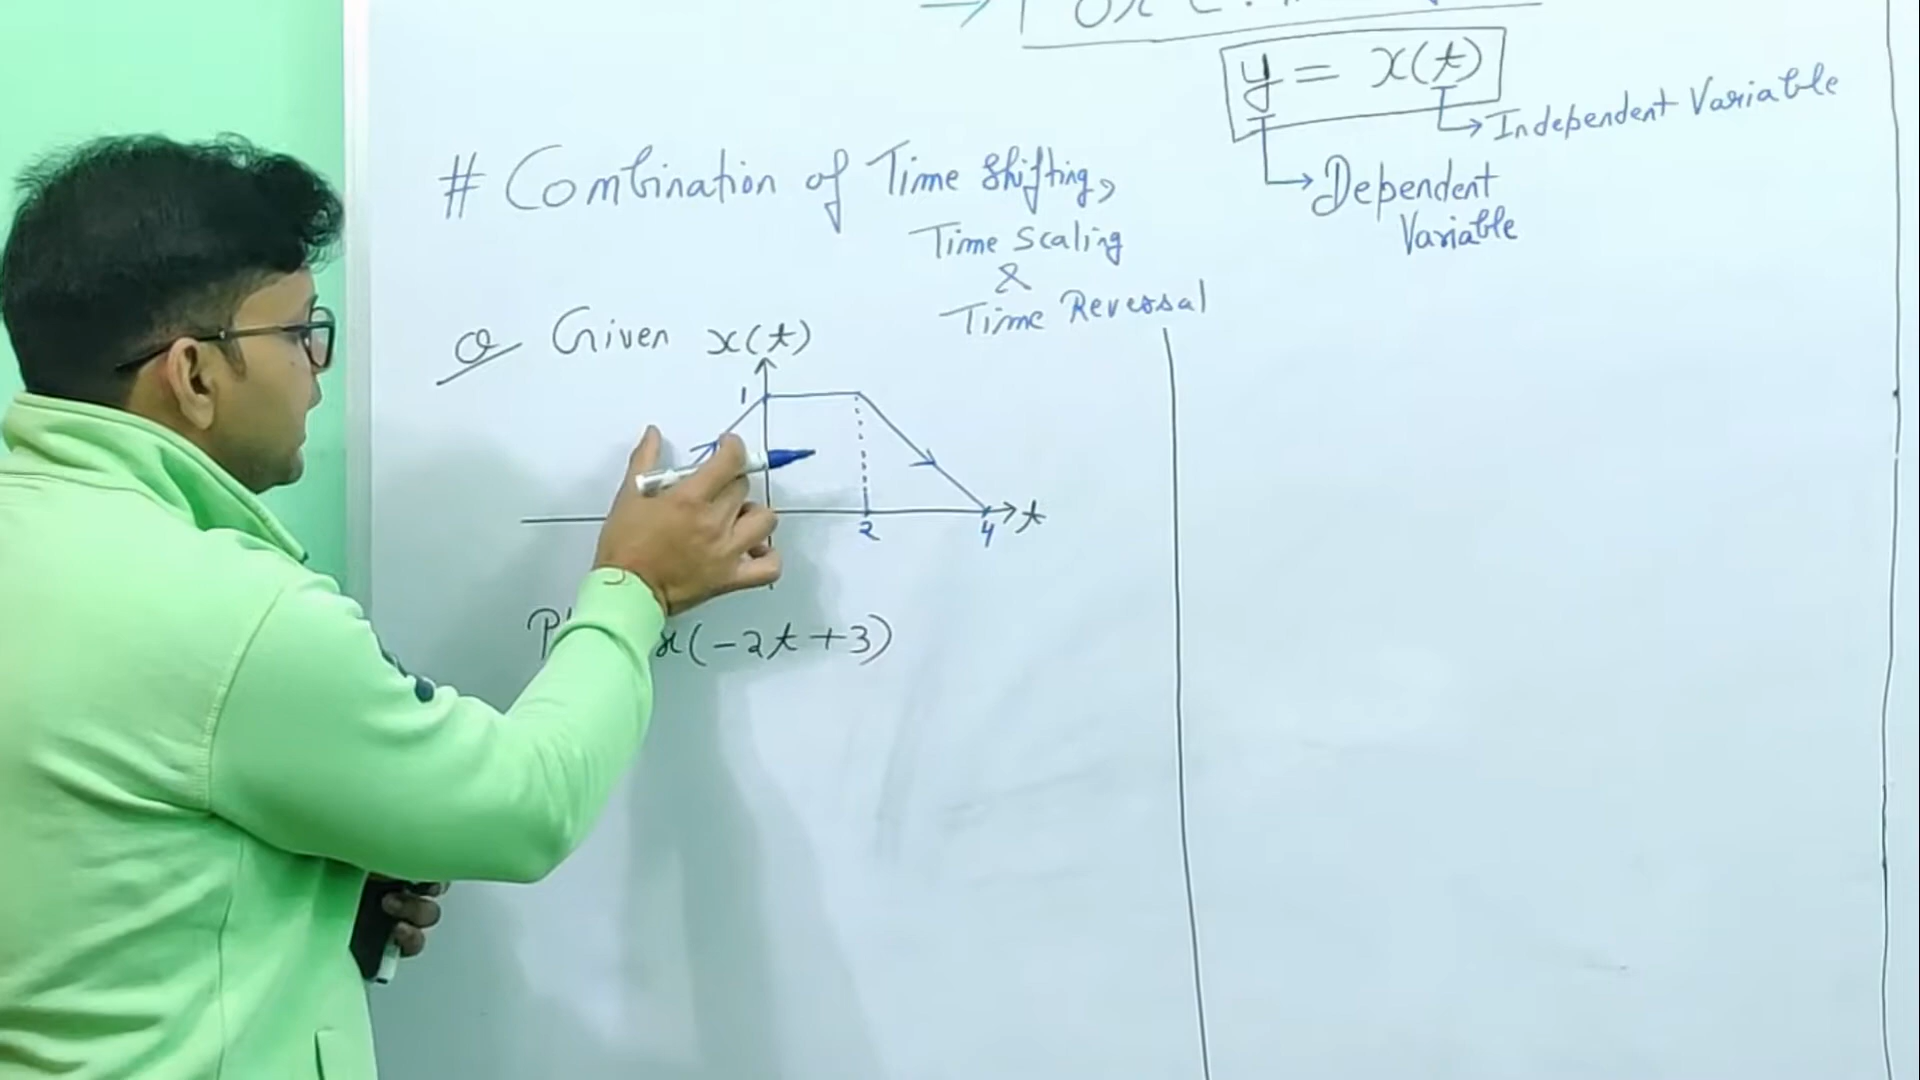 y = x(t)
Independent Variable
Dependent
Variable
# Combination of Time Shifting,
Time Scaling
&
Time Reversal
Q Given x(t)
1
2
4
t
x(-2t+3)